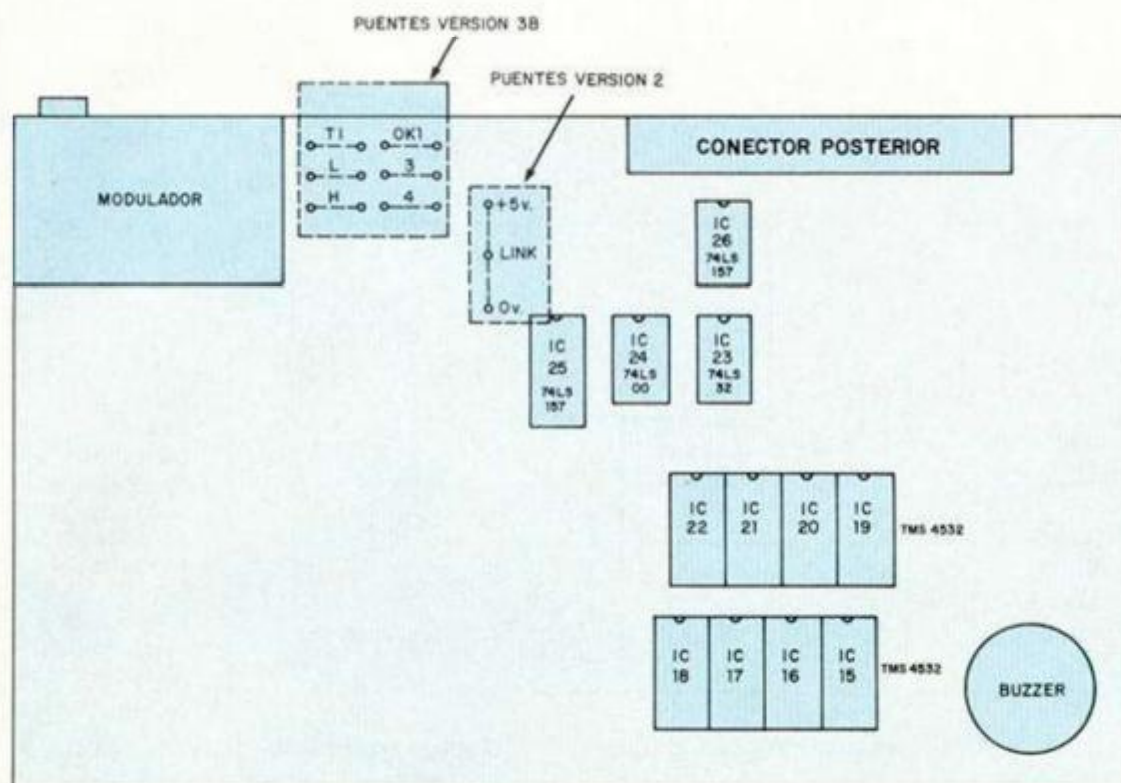 PUENTES VERSION 3B
PUENTES VERSION 2
TI OKI
L 3
H 4
MODULADOR
+5v.
LINK
0v.
CONECTOR POSTERIOR
IC
26
74LS
157
IC
25
74LS
157
IC
24
74LS
00
IC
23
74LS
32
IC
22
IC
21
IC
20
IC
19
TMS 4532
IC
18
IC
17
IC
16
IC
15
TMS 4532
BUZZER